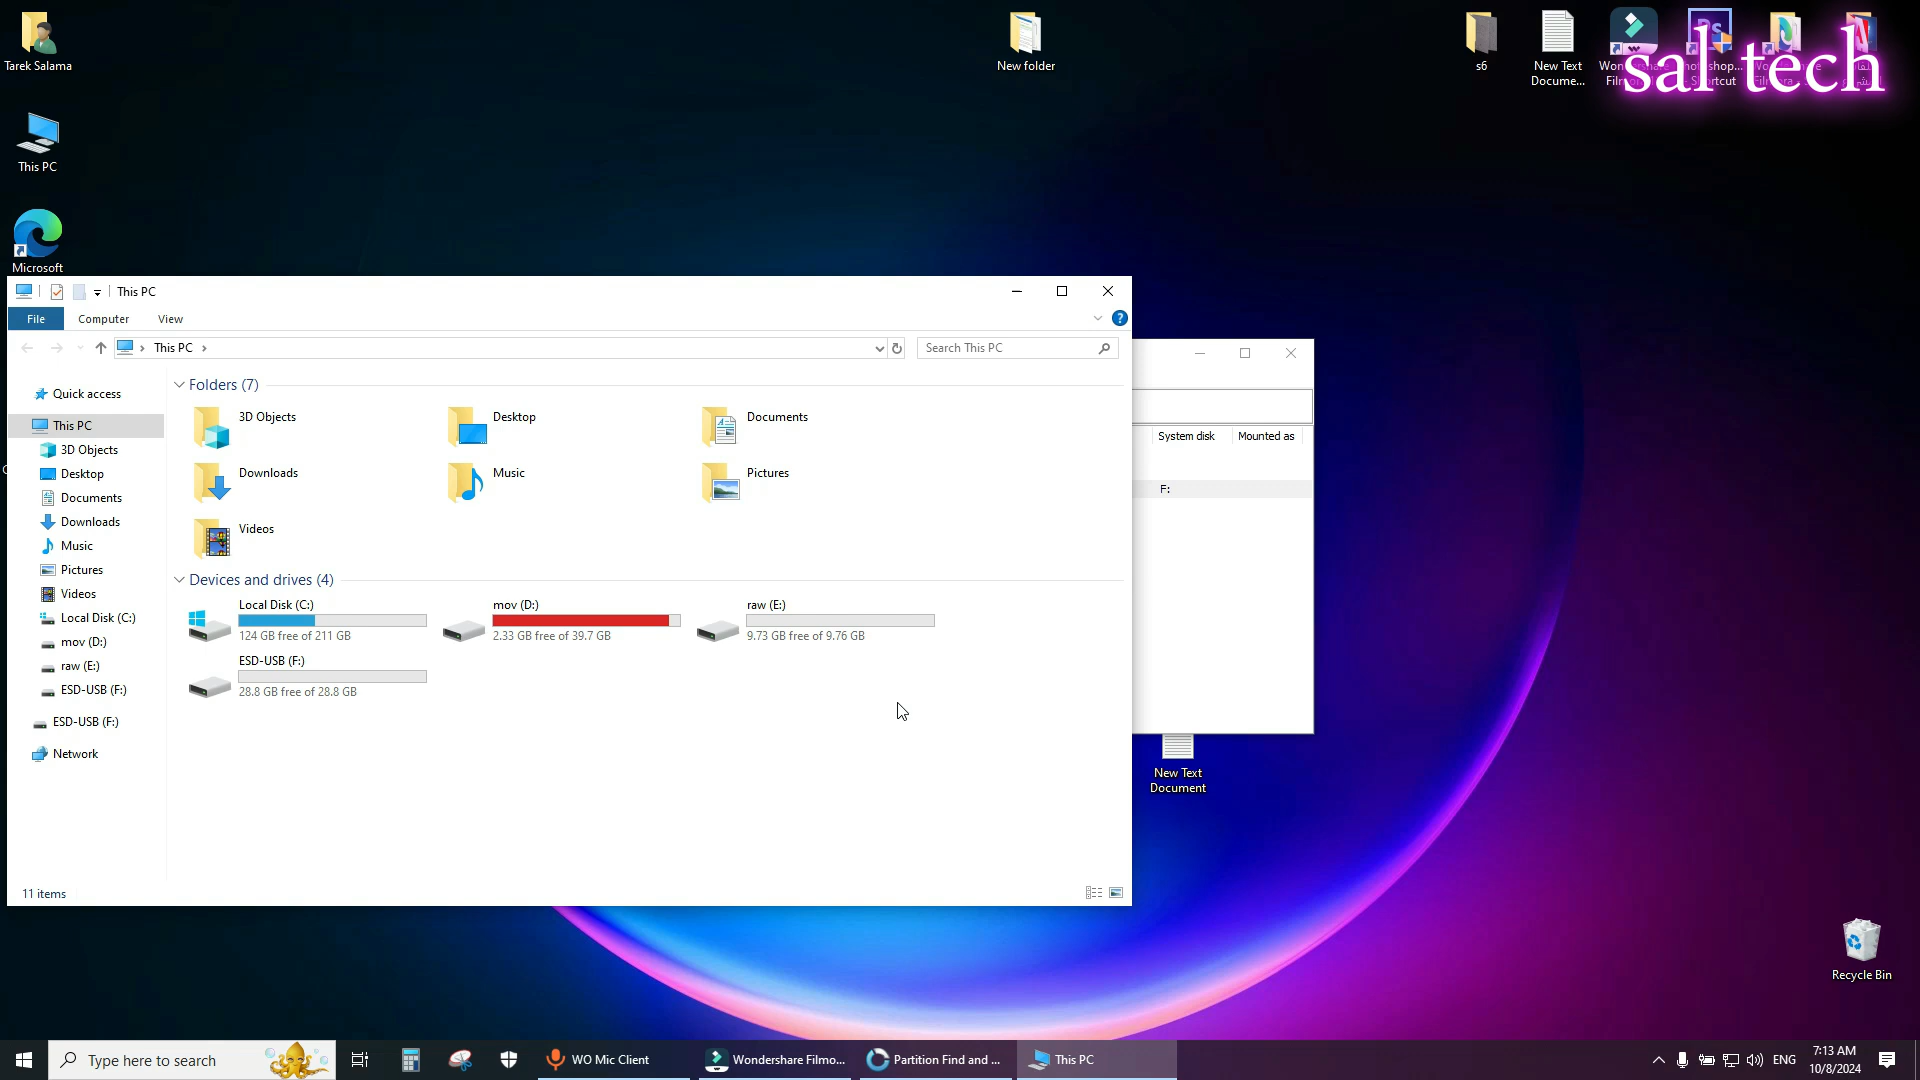 Tarek Salama
This PC
Microsoft
New folder
s6
New Text
Docume...
sal tech
This PC
File
Computer
View
This PC
Search This PC
Quick access
This PC
3D Objects
Desktop
Documents
Downloads
Music
Pictures
Videos
Local Disk (C:)
mov (D:)
raw (E:)
ESD-USB (F:)
ESD-USB (F:)
Network
Folders (7)
3D Objects
Desktop
Documents
Downloads
Music
Pictures
Videos
Devices and drives (4)
Local Disk (C:)
124 GB free of 211 GB
mov (D:)
2.33 GB free of 39.7 GB
raw (E:)
9.73 GB free of 9.76 GB
ESD-USB (F:)
28.8 GB free of 28.8 GB
11 items
System disk
Mounted as
F:
New Text
Document
Recycle Bin
Type here to search
WO Mic Client
Wondershare Filmo...
Partition Find and ...
This PC
ENG
7:13 AM
10/8/2024